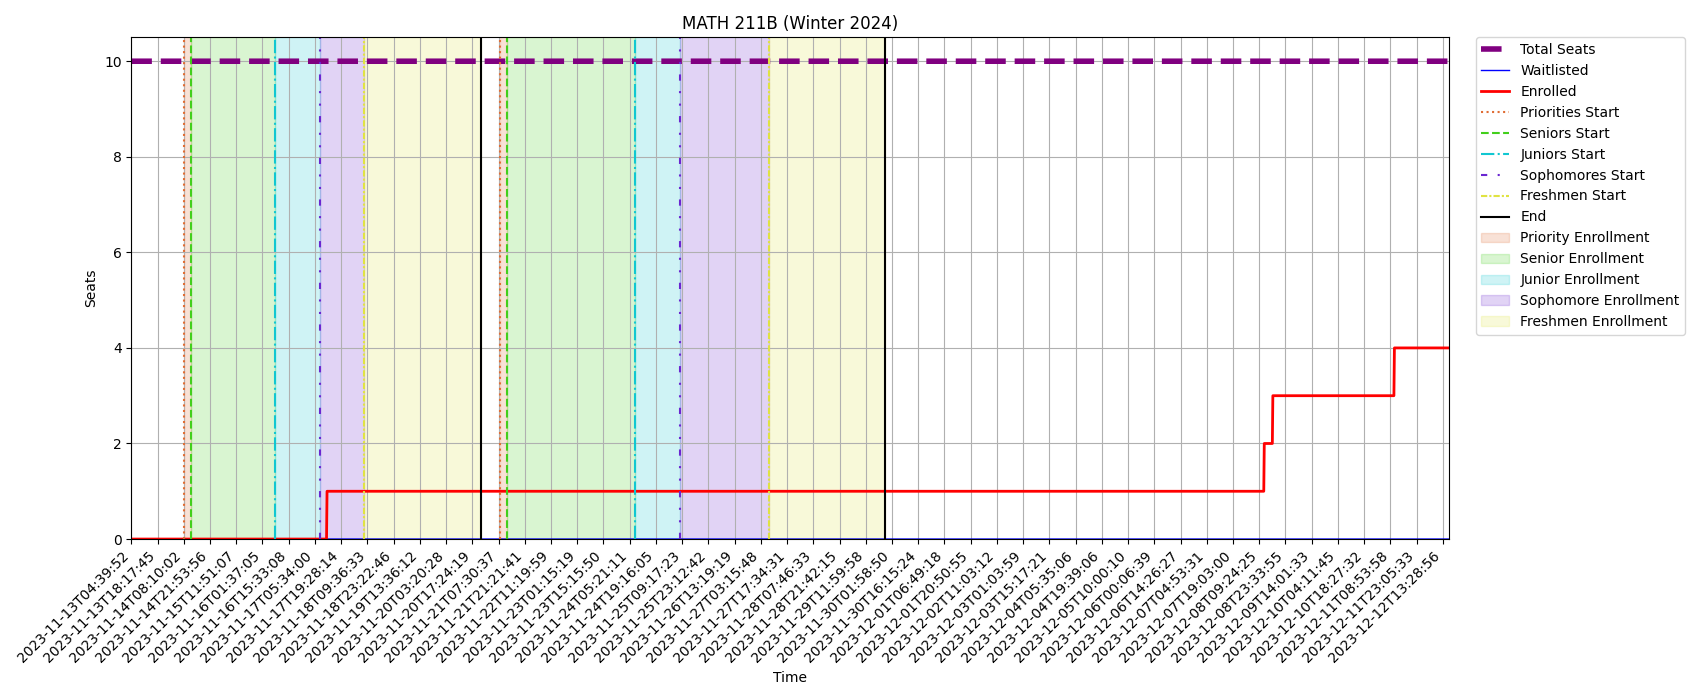 MATH 211B (Winter 2024)
Seats
10
8
6
4
2
0
2023-11-13T04:39:52
2023-11-13T18:17:45
2023-11-14T08:10:02
2023-11-14T21:53:56
2023-11-15T11:51:07
2023-11-16T01:37:05
2023-11-16T15:33:08
2023-11-17T05:34:00
2023-11-17T19:28:14
2023-11-18T09:36:33
2023-11-18T23:22:46
2023-11-19T13:36:12
2023-11-20T03:20:28
2023-11-20T17:24:19
2023-11-21T07:30:37
2023-11-21T21:21:41
2023-11-22T11:19:59
2023-11-23T01:15:19
2023-11-23T15:15:50
2023-11-24T05:21:11
2023-11-24T19:16:05
2023-11-25T09:17:23
2023-11-25T23:12:42
2023-11-26T13:19:19
2023-11-27T03:15:48
2023-11-27T17:34:31
2023-11-28T07:46:33
2023-11-28T21:42:15
2023-11-29T11:59:58
2023-11-30T01:58:50
2023-11-30T16:15:24
2023-12-01T06:49:18
2023-12-01T20:50:55
2023-12-02T11:03:12
2023-12-03T01:03:59
2023-12-03T15:17:21
2023-12-04T05:35:06
2023-12-04T19:39:06
2023-12-05T10:00:10
2023-12-06T00:06:39
2023-12-06T14:26:27
2023-12-07T04:53:31
2023-12-07T19:03:00
2023-12-08T09:24:25
2023-12-08T23:33:55
2023-12-09T14:01:33
2023-12-10T04:11:45
2023-12-10T18:27:32
2023-12-11T08:53:58
2023-12-11T23:05:33
2023-12-12T13:28:56
Time
Total Seats
Waitlisted
Enrolled
Priorities Start
Seniors Start
Juniors Start
Sophomores Start
Freshmen Start
End
Priority Enrollment
Senior Enrollment
Junior Enrollment
Sophomore Enrollment
Freshmen Enrollment